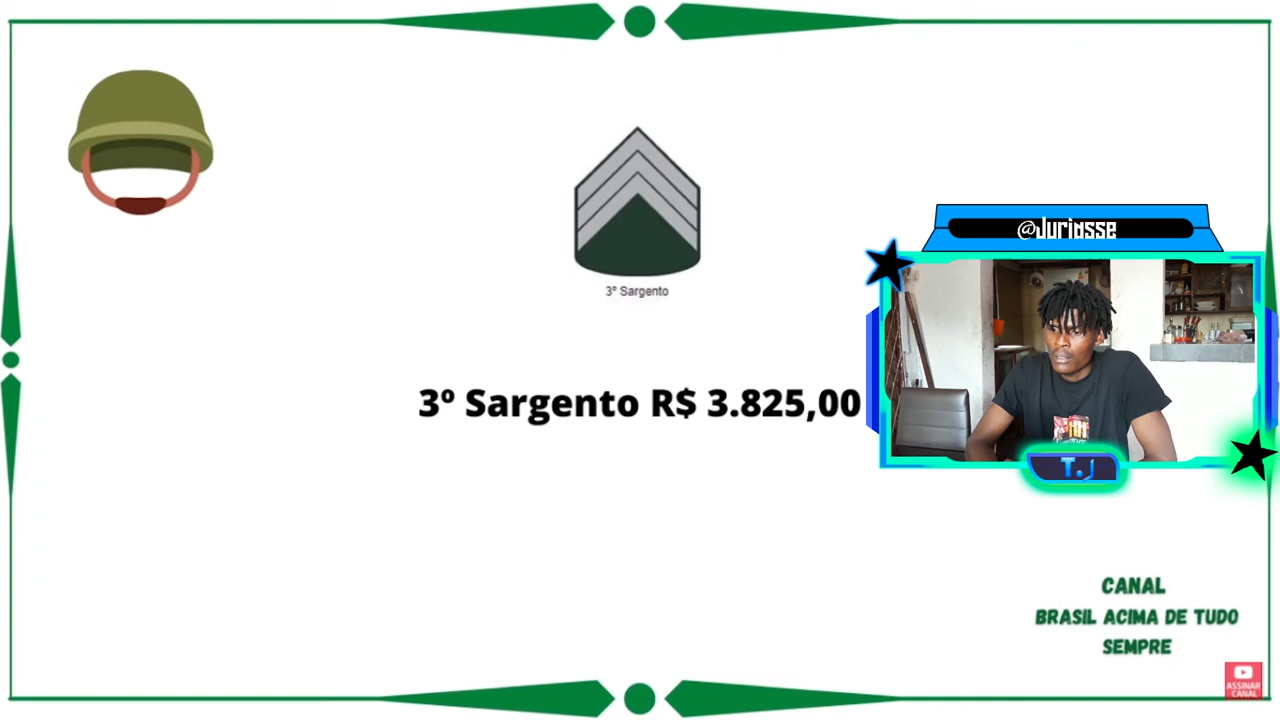 @Juriasse
3º Sargento
3º Sargento R$ 3.825,00
T.J
CANAL
BRASIL ACIMA DE TUDO
SEMPRE
ASSINAR
CANAL